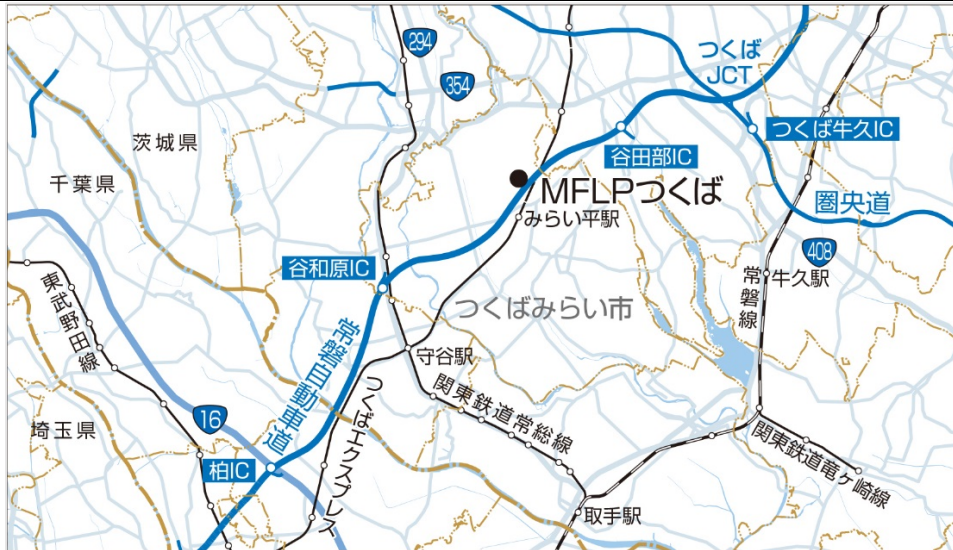 294
354
つくば
JCT
つくば牛久IC
茨城県
谷田部IC
千葉県
MFLPつくば
圏央道
みらい平駅
408
谷和原IC
牛久駅
常磐線
東武野田線
つくばみらい市
常磐自動車道
守谷駅
関東鉄道常総線
つくばエクスプレス
16
埼玉県
柏IC
関東鉄道竜ヶ崎線
取手駅